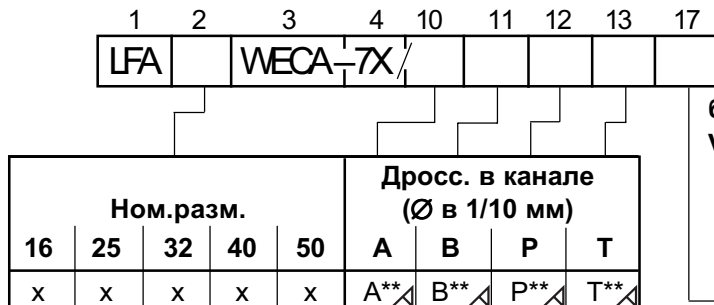 1 2 3 4 10 11 12 13 17
LFA WECA–7X/
6
V
Дросс. в канале
Ном.разм. (Ø в 1/10 мм)
16 25 32 40 50 A B P T
x x x x x A** B** P** T**